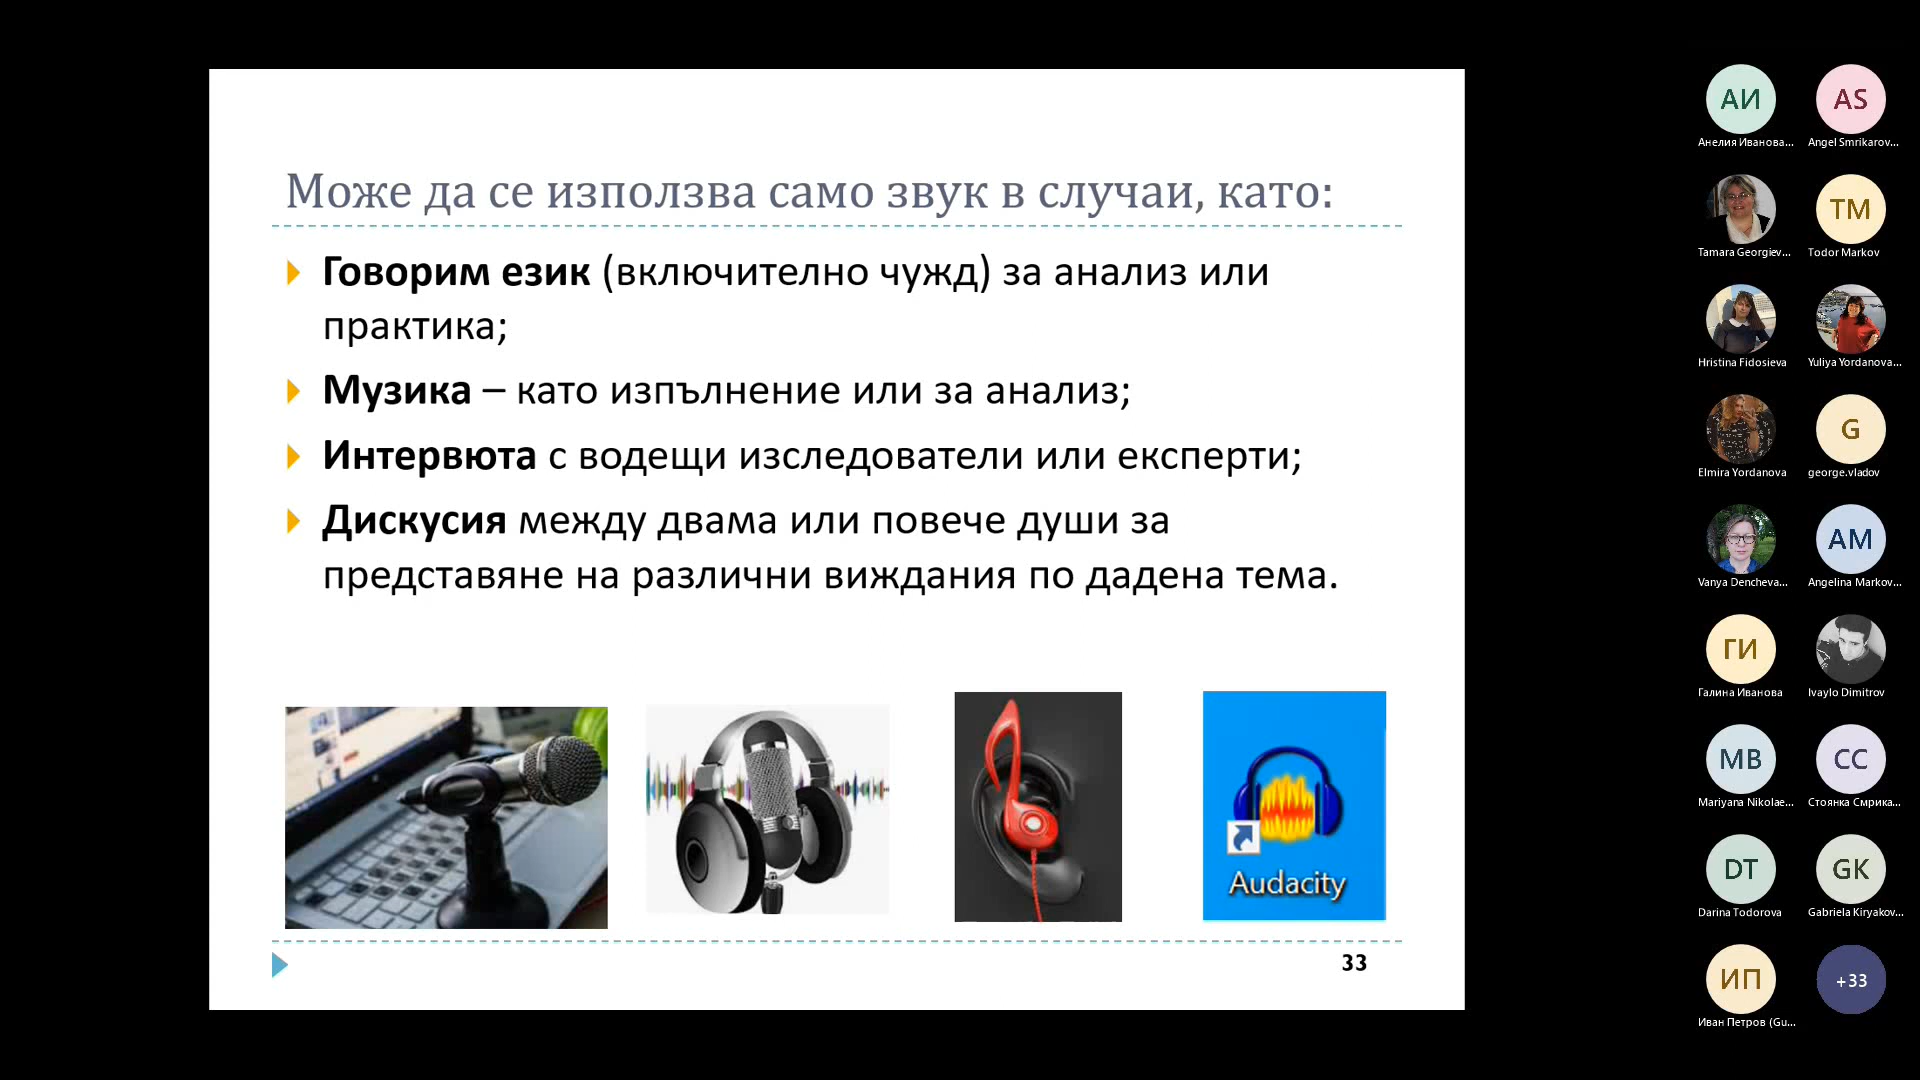 Може да се използва само звук в случаи, като:
Говорим език (включително чужд) за анализ или
практика;
Музика – като изпълнение или за анализ;
Интервюта с водещи изследователи или експерти;
Дискусия между двама или повече души за
представяне на различни виждания по дадена тема.
Audacity
33
АИ
AS
Анелия Иванова...
Angel Smrikarov...
TM
Tamara Georgiev...
Todor Markov
Hristina Fidosieva
Yuliya Yordanova...
G
Elmira Yordanova
george.vladov
AM
Vanya Dencheva...
Angelina Markov...
ГИ
Галина Иванова
Ivaylo Dimitrov
MB
СС
Mariyana Nikolae...
Стоянка Смрика...
DT
GK
Darina Todorova
Gabriela Kiryakov...
ИП
+33
Иван Петров (Gu...